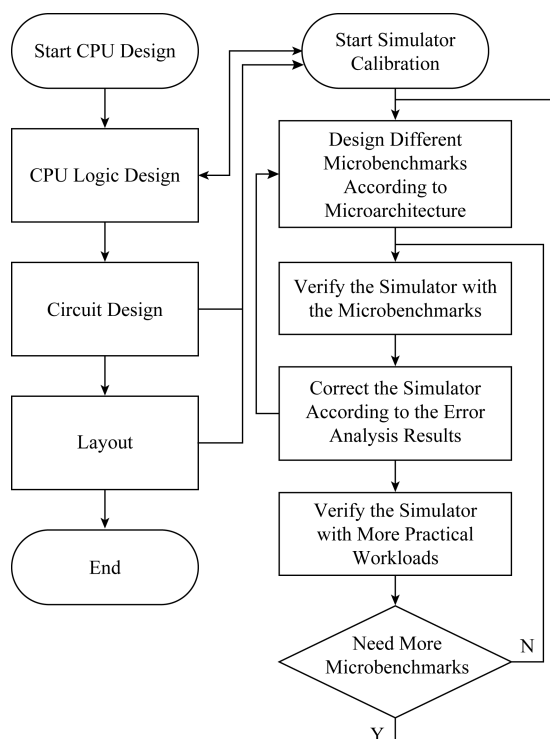 Start CPU Design
CPU Logic Design
Circuit Design
Layout
End
Start Simulator
Calibration
Design Different
Microbenchmarks
According to
Microarchitecture
Verify the Simulator with
the Microbenchmarks
Correct the Simulator
According to the Error
Analysis Results
Verify the Simulator
with More Practical
Workloads
Need More
Microbenchmarks
N
Y